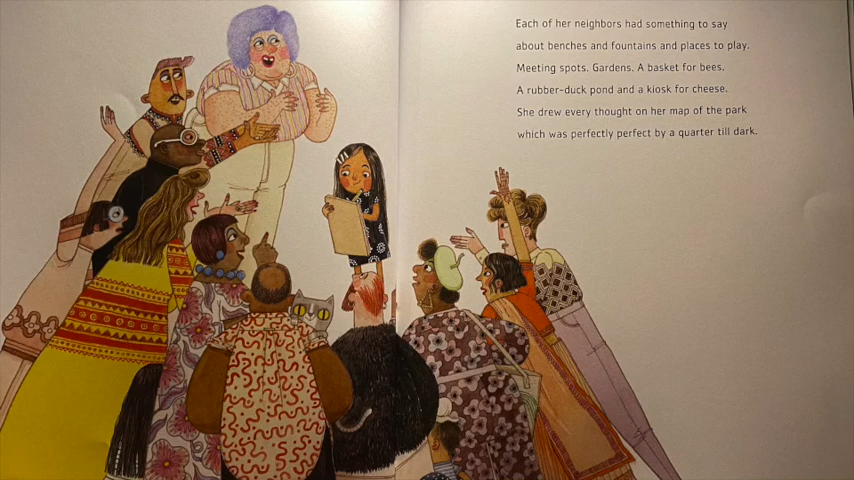 Each of her neighbors had something to say
about benches and fountains and places to play.
Meeting spots. Gardens. A basket for bees.
A rubber-duck pond and a kiosk for cheese.
She drew every thought on her map of the park
which was perfectly perfect by a quarter till dark.